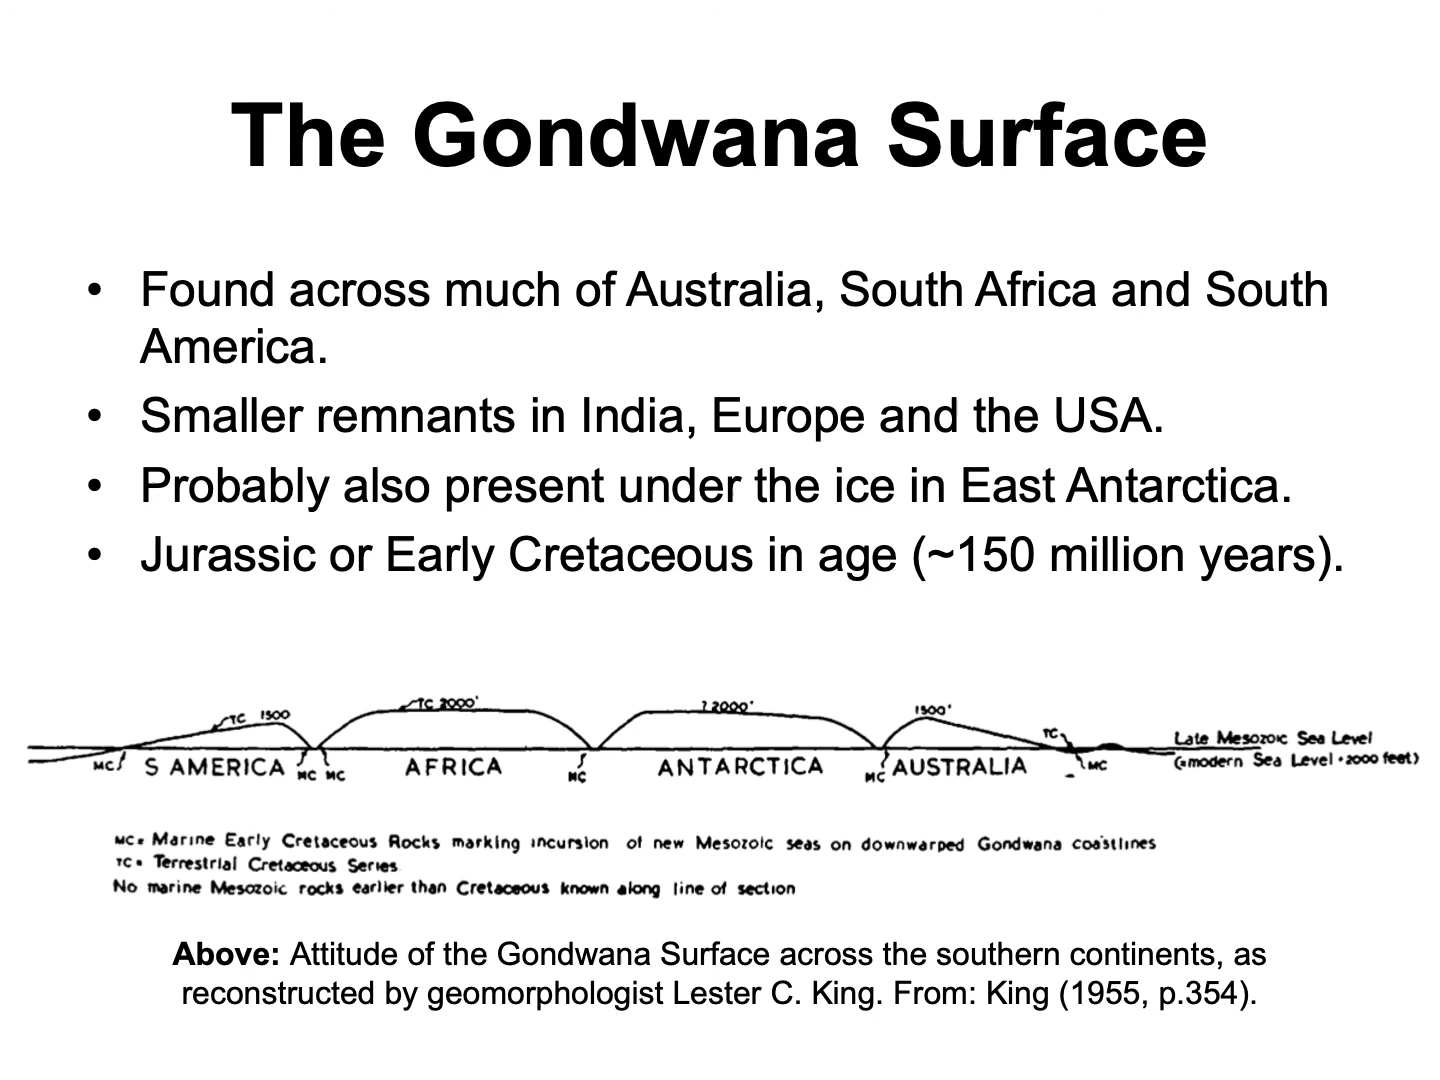 The Gondwana Surface
• Found across much of Australia, South Africa and South
America.
• Smaller remnants in India, Europe and the USA.
• Probably also present under the ice in East Antarctica.
• Jurassic or Early Cretaceous in age (~150 million years).
TC 1500
TC 2000'
? 2000'
1500'
TC
Late Mesozoic Sea Level
(=modern Sea Level + 2000 feet)
MC S AMERICA MC MC AFRICA MC ANTARCTICA MC AUSTRALIA MC
MC= Marine Early Cretaceous Rocks marking incursion of new Mesozoic seas on downwarped Gondwana coastlines
TC= Terrestrial Cretaceous Series
No marine Mesozoic rocks earlier than Cretaceous known along line of section
Above: Attitude of the Gondwana Surface across the southern continents, as
reconstructed by geomorphologist Lester C. King. From: King (1955, p.354).